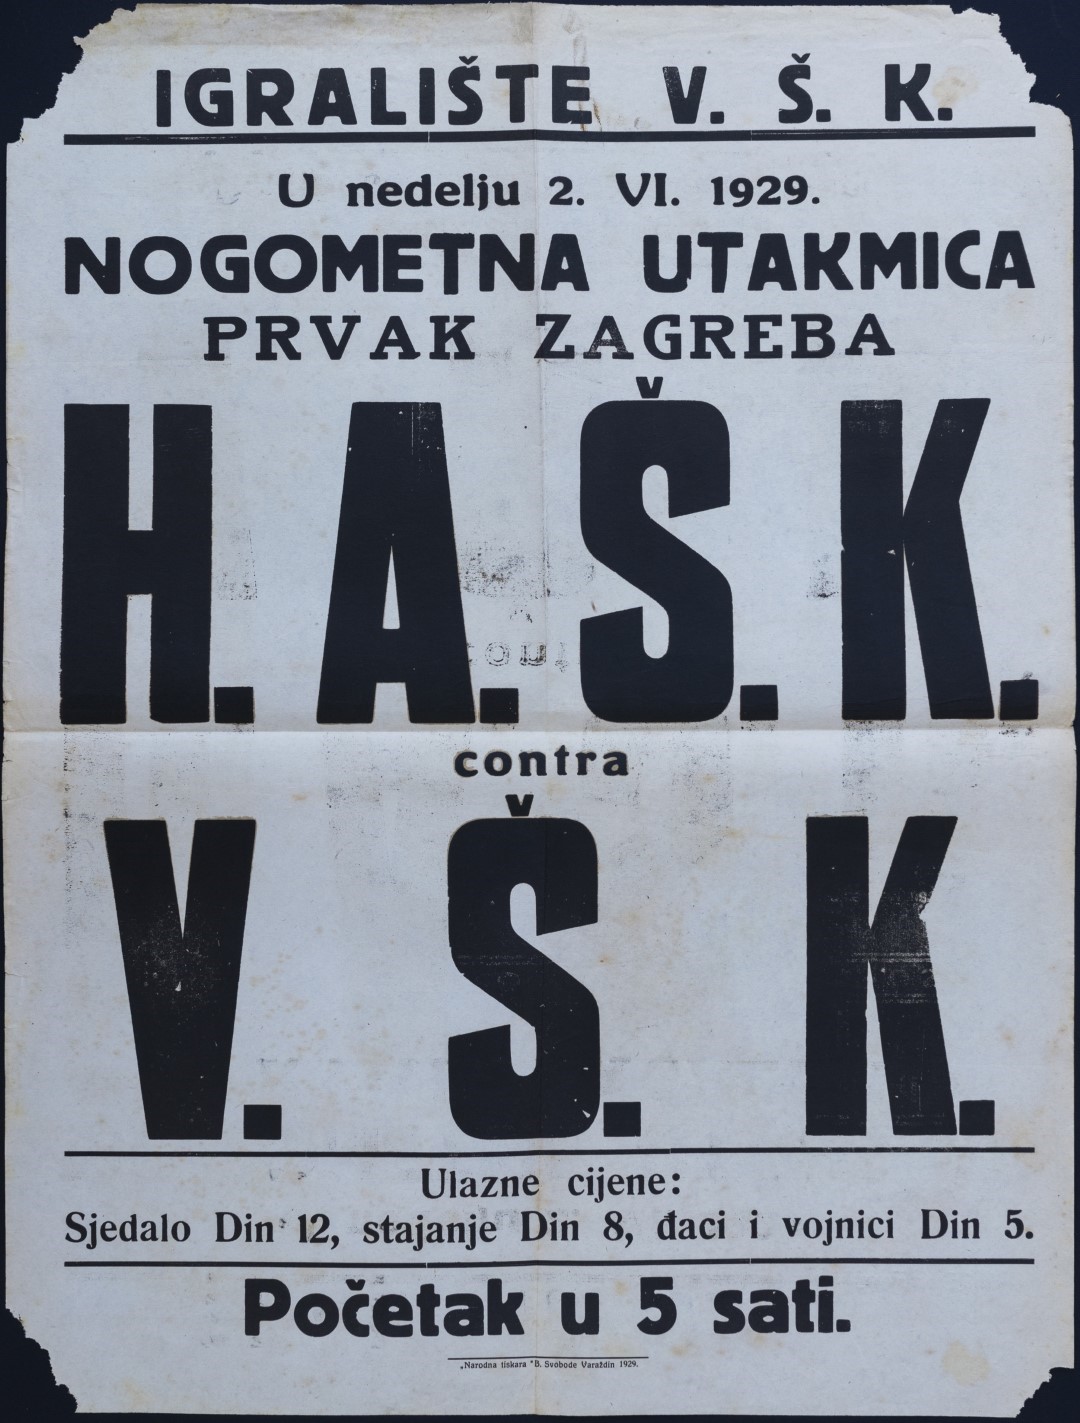 IGRALIŠTE V. Š. K.
U nedelju 2. VI. 1929.
NOGOMETNA UTAKMICA
PRVAK ZAGREBA
H. A. Š. K.
contra
V. Š. K.
Ulazne cijene:
Sjedalo Din 12, stajanje Din 8, đaci i vojnici Din 5.
Početak u 5 sati.
„Narodna tiskara “B. Svobode Varaždin 1929.